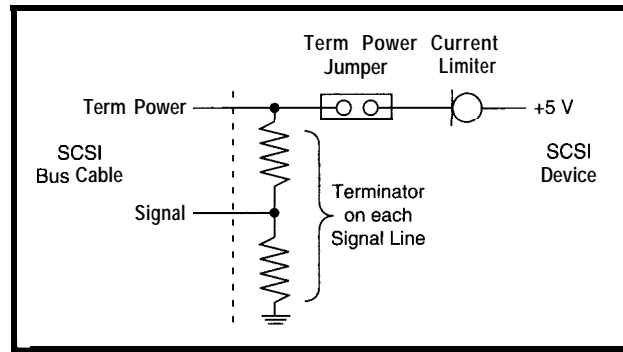 Term Power Current
Jumper Limiter
Term Power
+5 V
SCSI
Bus Cable
SCSI
Device
Terminator
on each
Signal Line
Signal